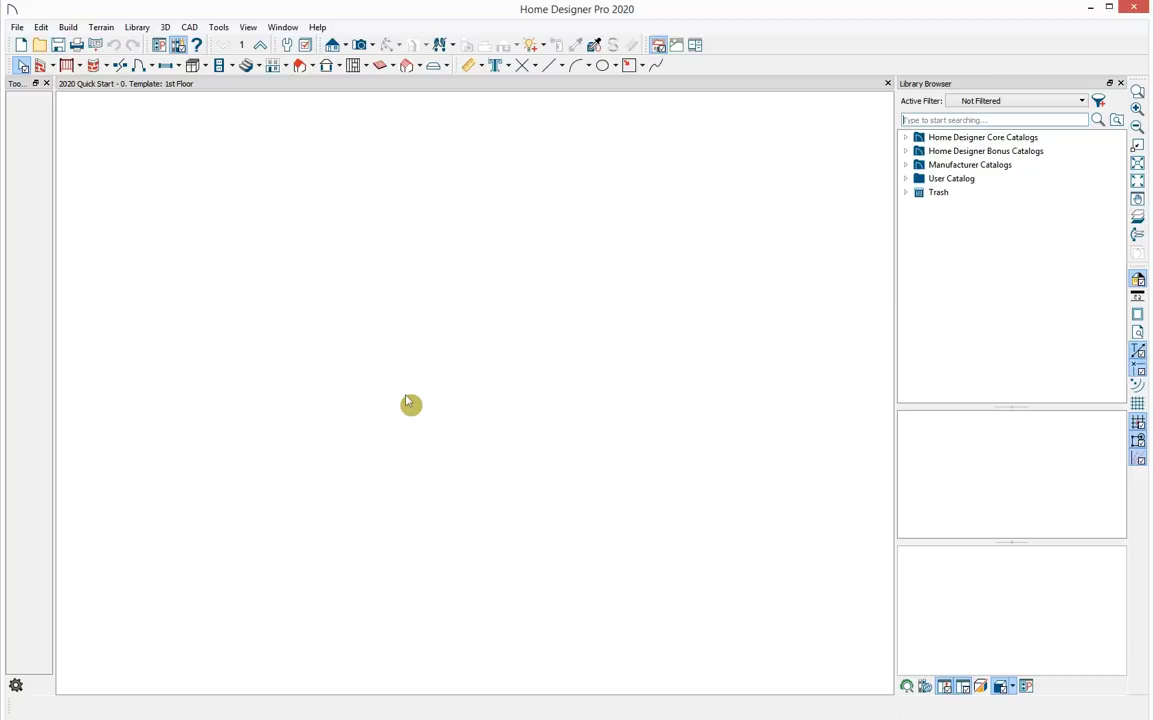 Home Designer Pro 2020
File Edit Build Terrain Library 3D CAD Tools View Window Help
1
Too... 2020 Quick Start - 0. Template: 1st Floor Library Browser
Active Filter: Not Filtered
Type to start searching...
Home Designer Core Catalogs
Home Designer Bonus Catalogs
Manufacturer Catalogs
User Catalog
Trash